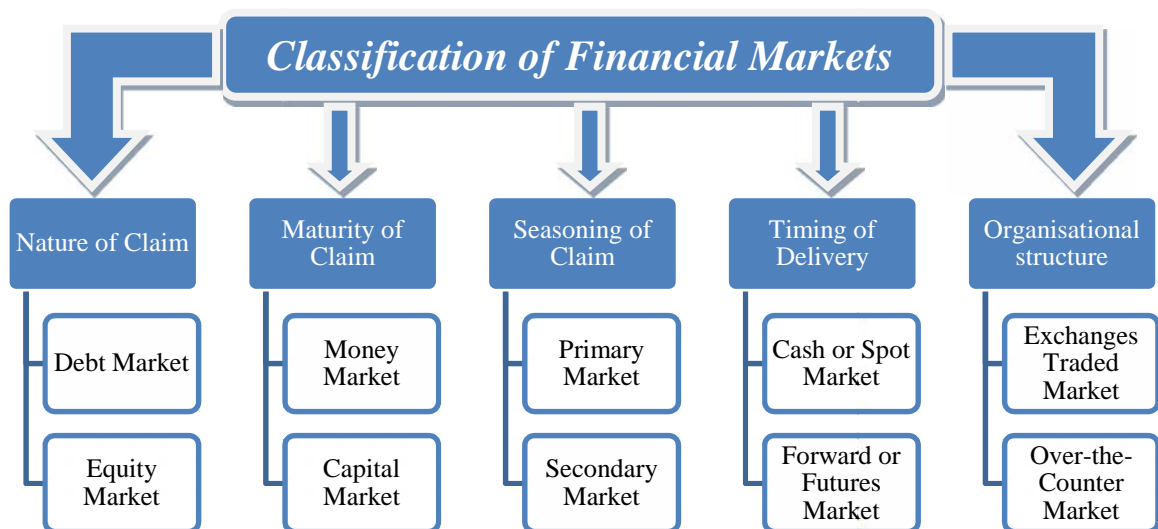 Classification of Financial Markets
Nature of Claim
Maturity of
Claim
Seasoning of
Claim
Timing of
Delivery
Organisational
structure
Debt Market
Equity
Market
Money
Market
Capital
Market
Primary
Market
Secondary
Market
Cash or Spot
Market
Forward or
Futures
Market
Exchanges
Traded
Market
Over-the-
Counter
Market